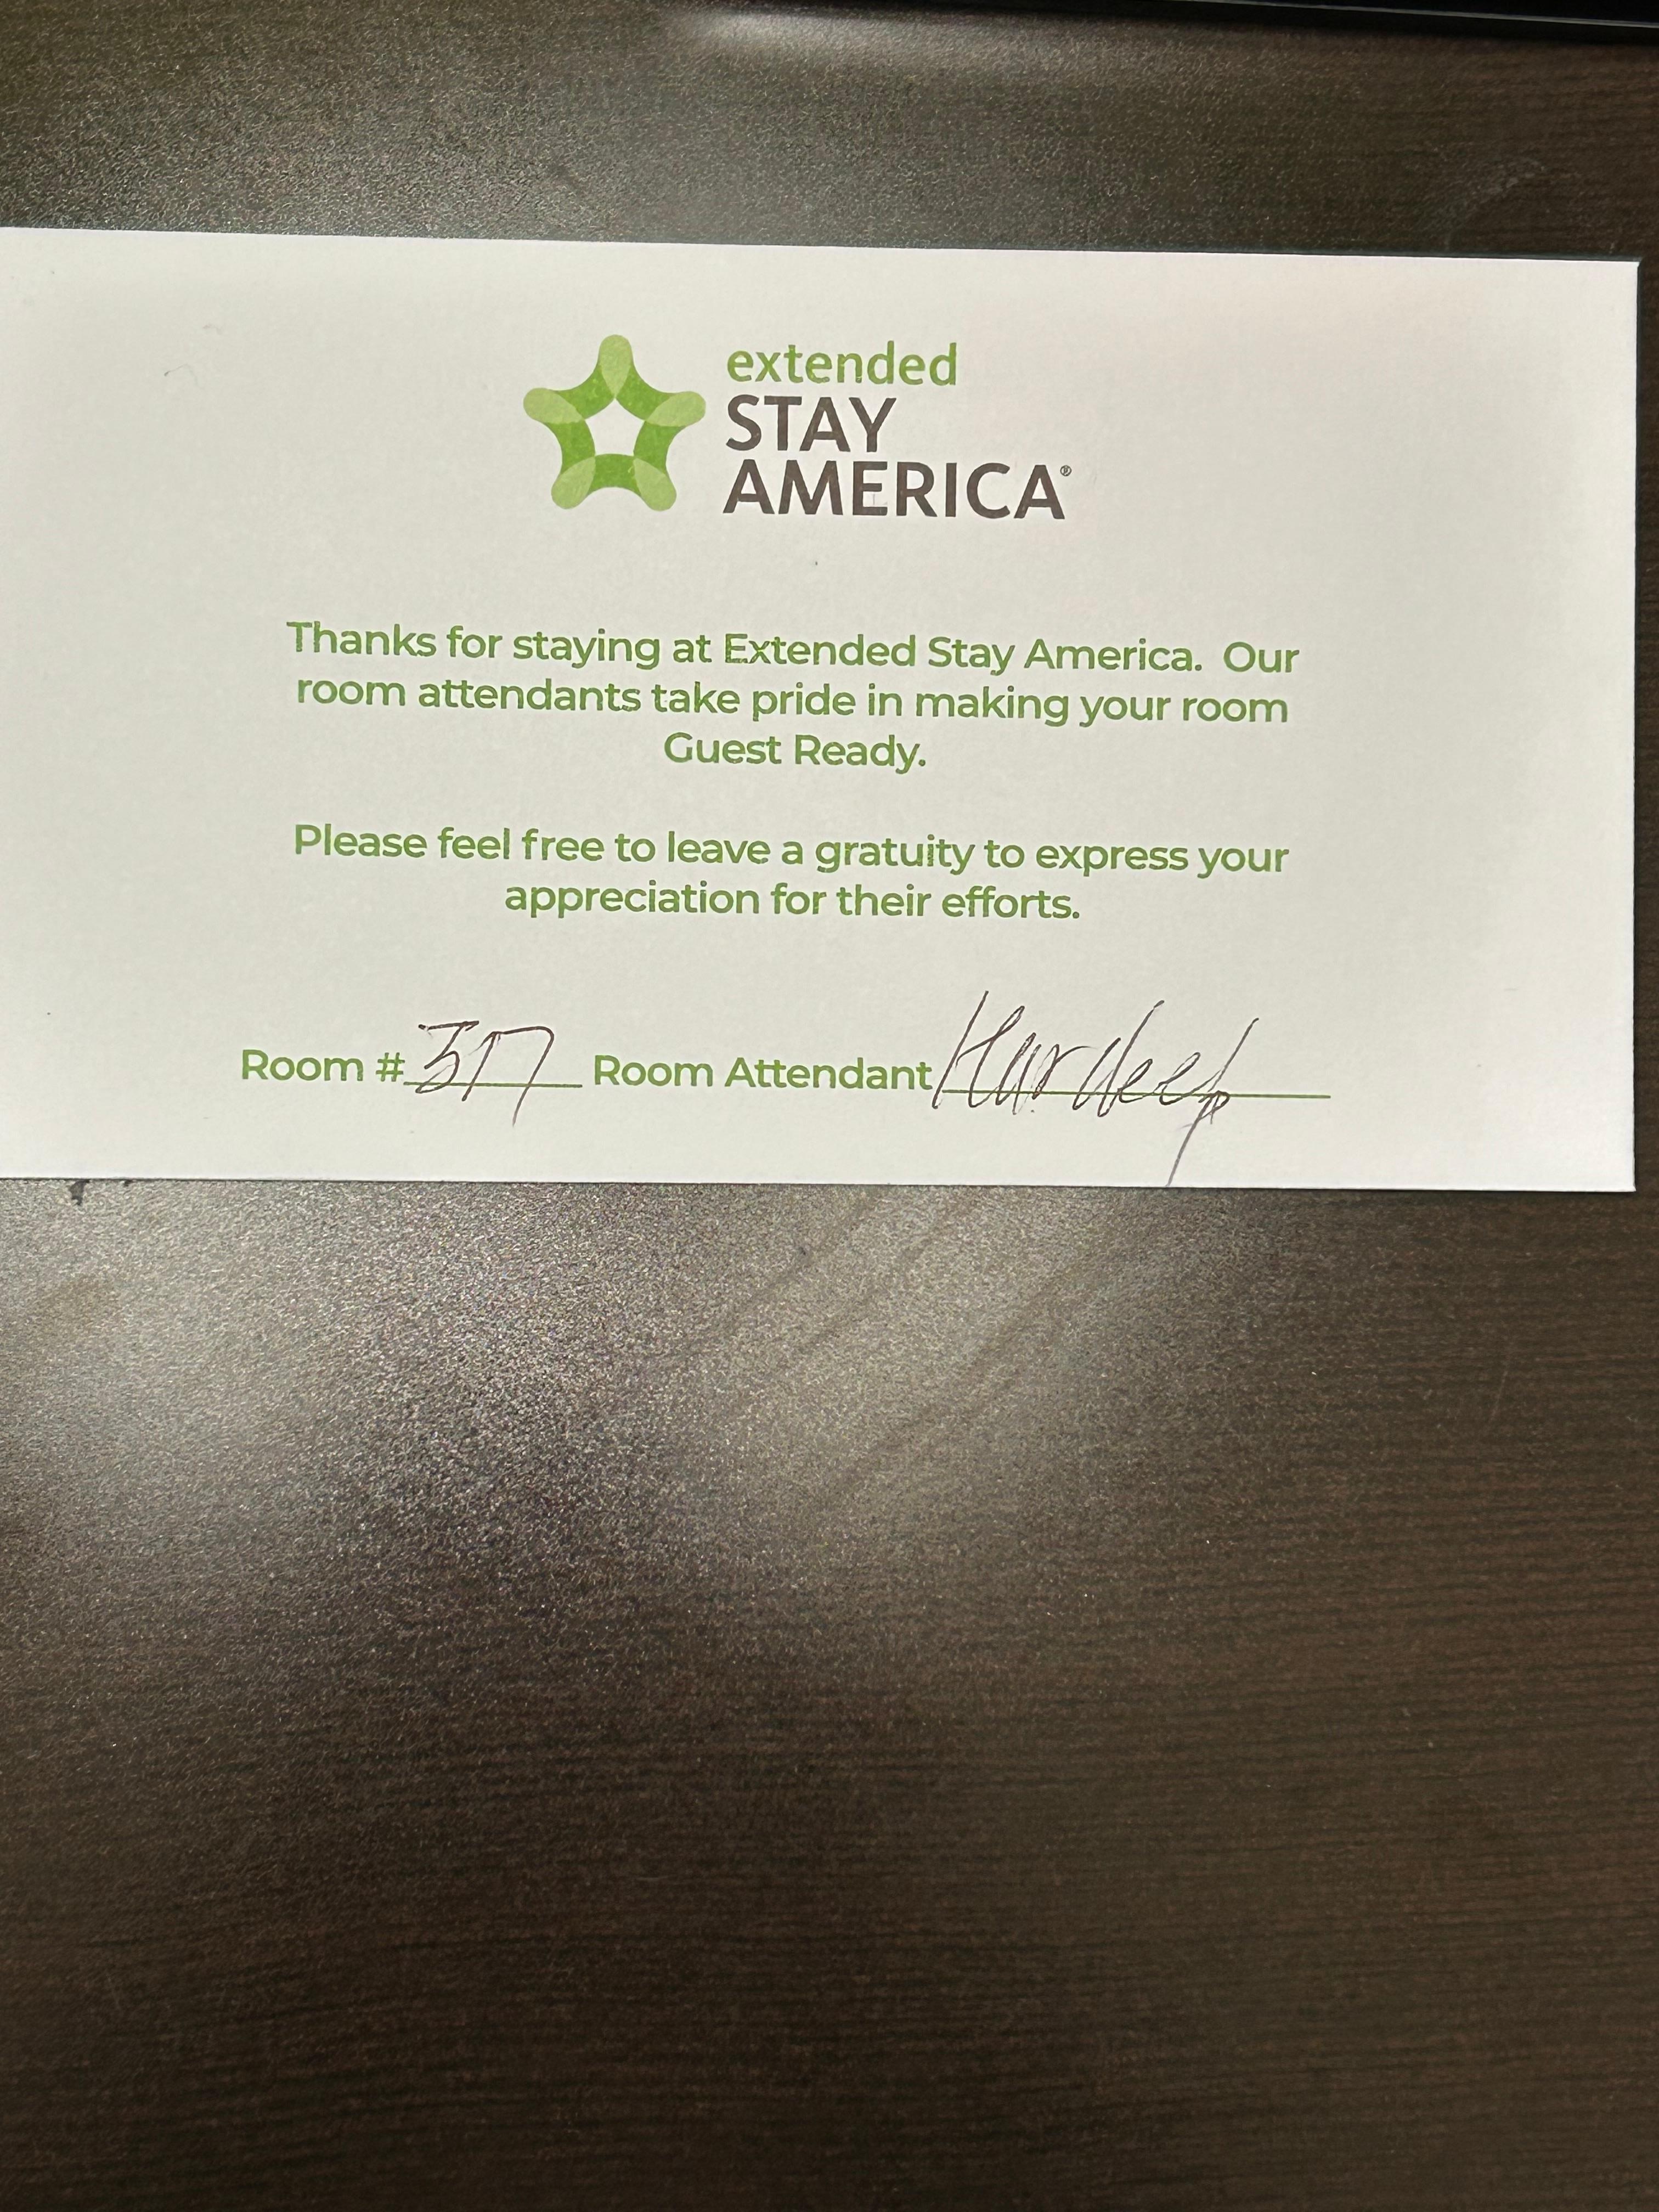 extended
STAY
AMERICA®
Thanks for staying at Extended Stay America. Our
room attendants take pride in making your room
Guest Ready.
Please feel free to leave a gratuity to express your
appreciation for their efforts.
Room # 317 Room Attendant Hardeep